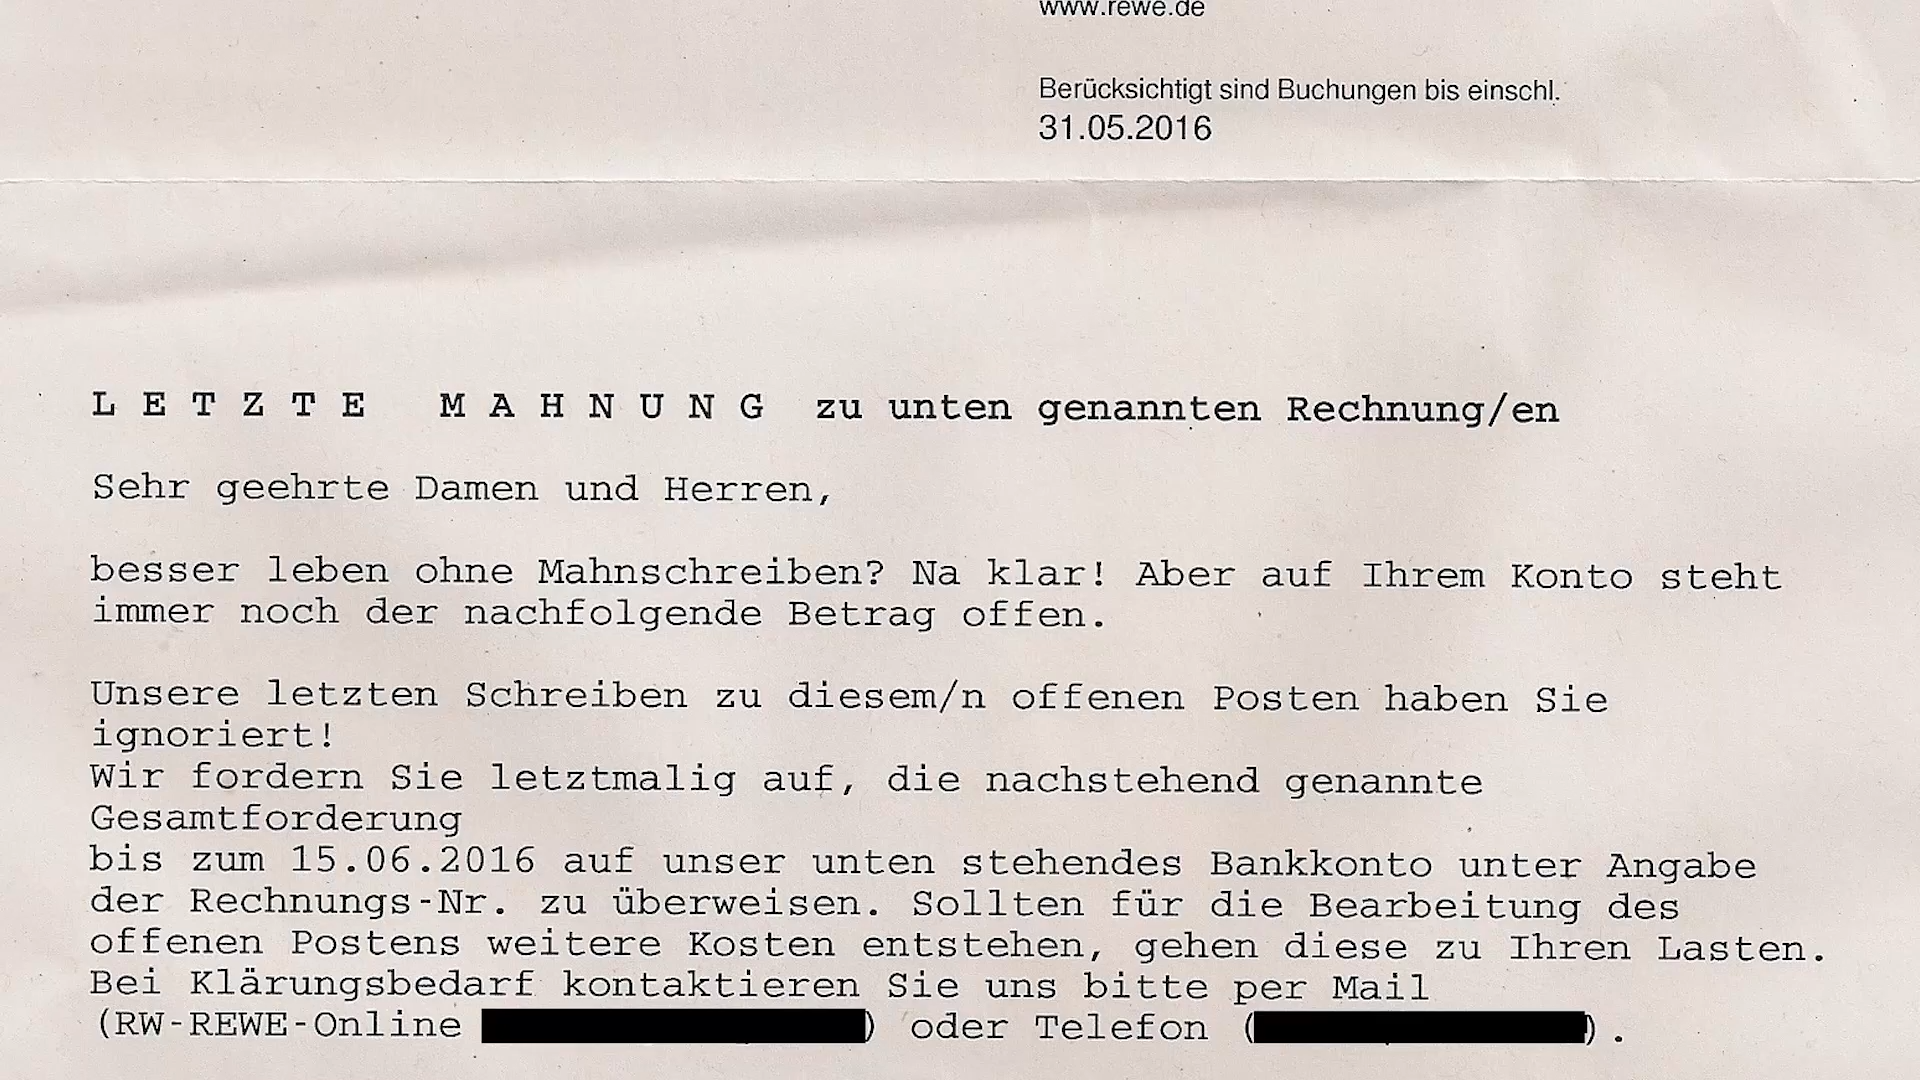 www.rewe.de
Berücksichtigt sind Buchungen bis einschl.
31.05.2016
L E T Z T E  M A H N U N G zu unten genannten Rechnung/en
Sehr geehrte Damen und Herren,
besser leben ohne Mahnschreiben? Na klar! Aber auf Ihrem Konto steht
immer noch der nachfolgende Betrag offen.
Unsere letzten Schreiben zu diesem/n offenen Posten haben Sie
ignoriert!
Wir fordern Sie letztmalig auf, die nachstehend genannte
Gesamtforderung
bis zum 15.06.2016 auf unser unten stehendes Bankkonto unter Angabe
der Rechnungs-Nr. zu überweisen. Sollten für die Bearbeitung des
offenen Postens weitere Kosten entstehen, gehen diese zu Ihren Lasten.
Bei Klärungsbedarf kontaktieren Sie uns bitte per Mail
(RW-REWE-Online ) oder Telefon ( ).